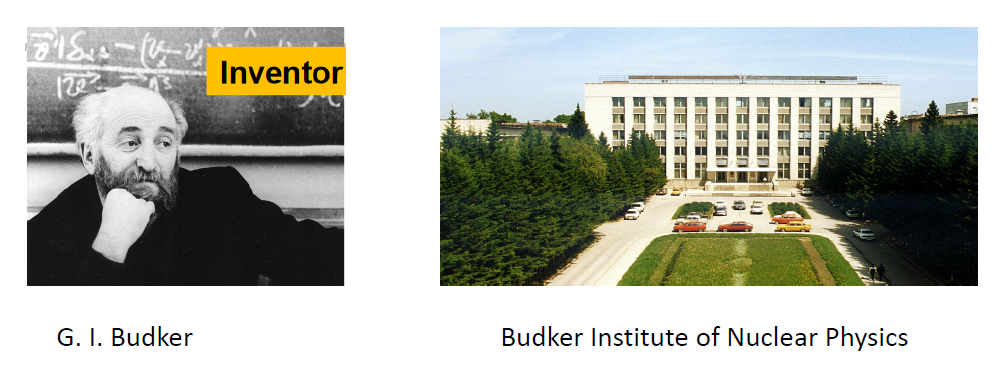 Inventor
G. I. Budker
Budker Institute of Nuclear Physics